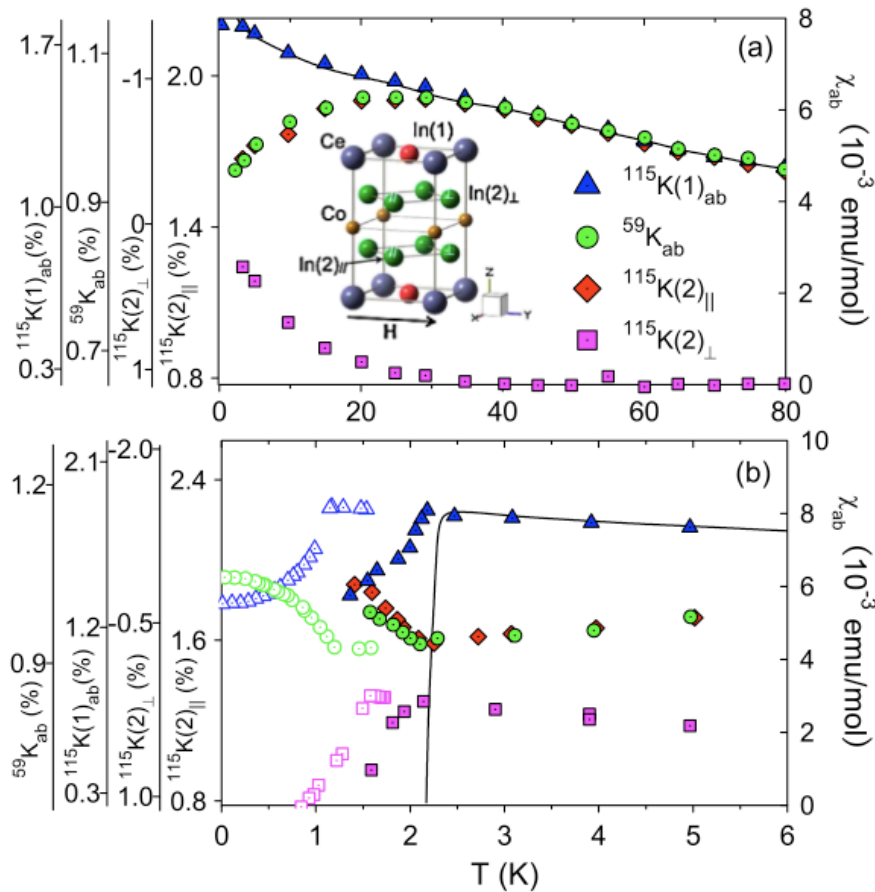 (a)
8
6
4
2
0
χab (10⁻³ emu/mol)
1.7
1.0
0.3
¹¹⁵K(1)ab(%)
1.1
0.9
0.7
⁵⁹Kab (%)
-1
0
1
¹¹⁵K(2)⊥ (%)
2.0
1.4
0.8
¹¹⁵K(2)|| (%)
Ce
In(1)
In(2)⊥
Co
In(2)//
H
Z
X
Y
¹¹⁵K(1)ab
⁵⁹Kab
¹¹⁵K(2)||
¹¹⁵K(2)⊥
0 20 40 60 80
(b)
10
8
6
4
2
0
χab (10⁻³ emu/mol)
1.2
0.9
⁵⁹Kab (%)
2.1
1.2
0.3
¹¹⁵K(1)ab (%)
-2.0
-0.5
1.0
¹¹⁵K(2)⊥ (%)
2.4
1.6
0.8
¹¹⁵K(2)|| (%)
0 1 2 3 4 5 6
T (K)